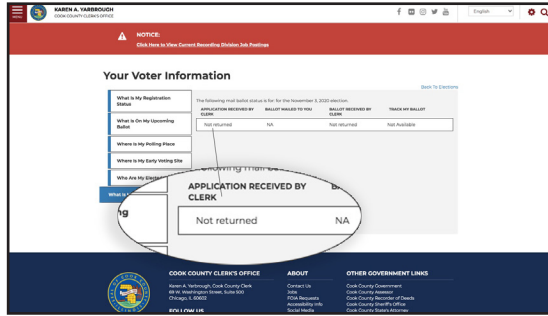 MENU
KAREN A. YARBROUGH
COOK COUNTY CLERK'S OFFICE
English
NOTICE:
Click Here to View Current Recording Division Job Postings
Your Voter Information
Back To Elections
What Is My Registration
Status
What Is On My Upcoming
Ballot
Where Is My Polling Place
Where Is My Early Voting Site
Who Are My Elected
What is
The following mail ballot status is for for the November 3, 2020 election.
APPLICATION RECEIVED BY
CLERK
BALLOT MAILED TO YOU
BALLOT RECEIVED BY
CLERK
TRACK MY BALLOT
Not returned
NA
Not returned
Not Available
APPLICATION RECEIVED BY
CLERK
Not returned
NA
COOK COUNTY CLERK'S OFFICE
Karen A. Yarbrough, Cook County Clerk
69 W. Washington Street, Suite 500
Chicago, IL 60602
FOLLOW US
ABOUT
Contact Us
Jobs
FOIA Requests
Accessibility Info
Social Media
OTHER GOVERNMENT LINKS
Cook County Government
Cook County Assessor
Cook County Recorder of Deeds
Cook County Sheriff's Office
Cook County States Attorney